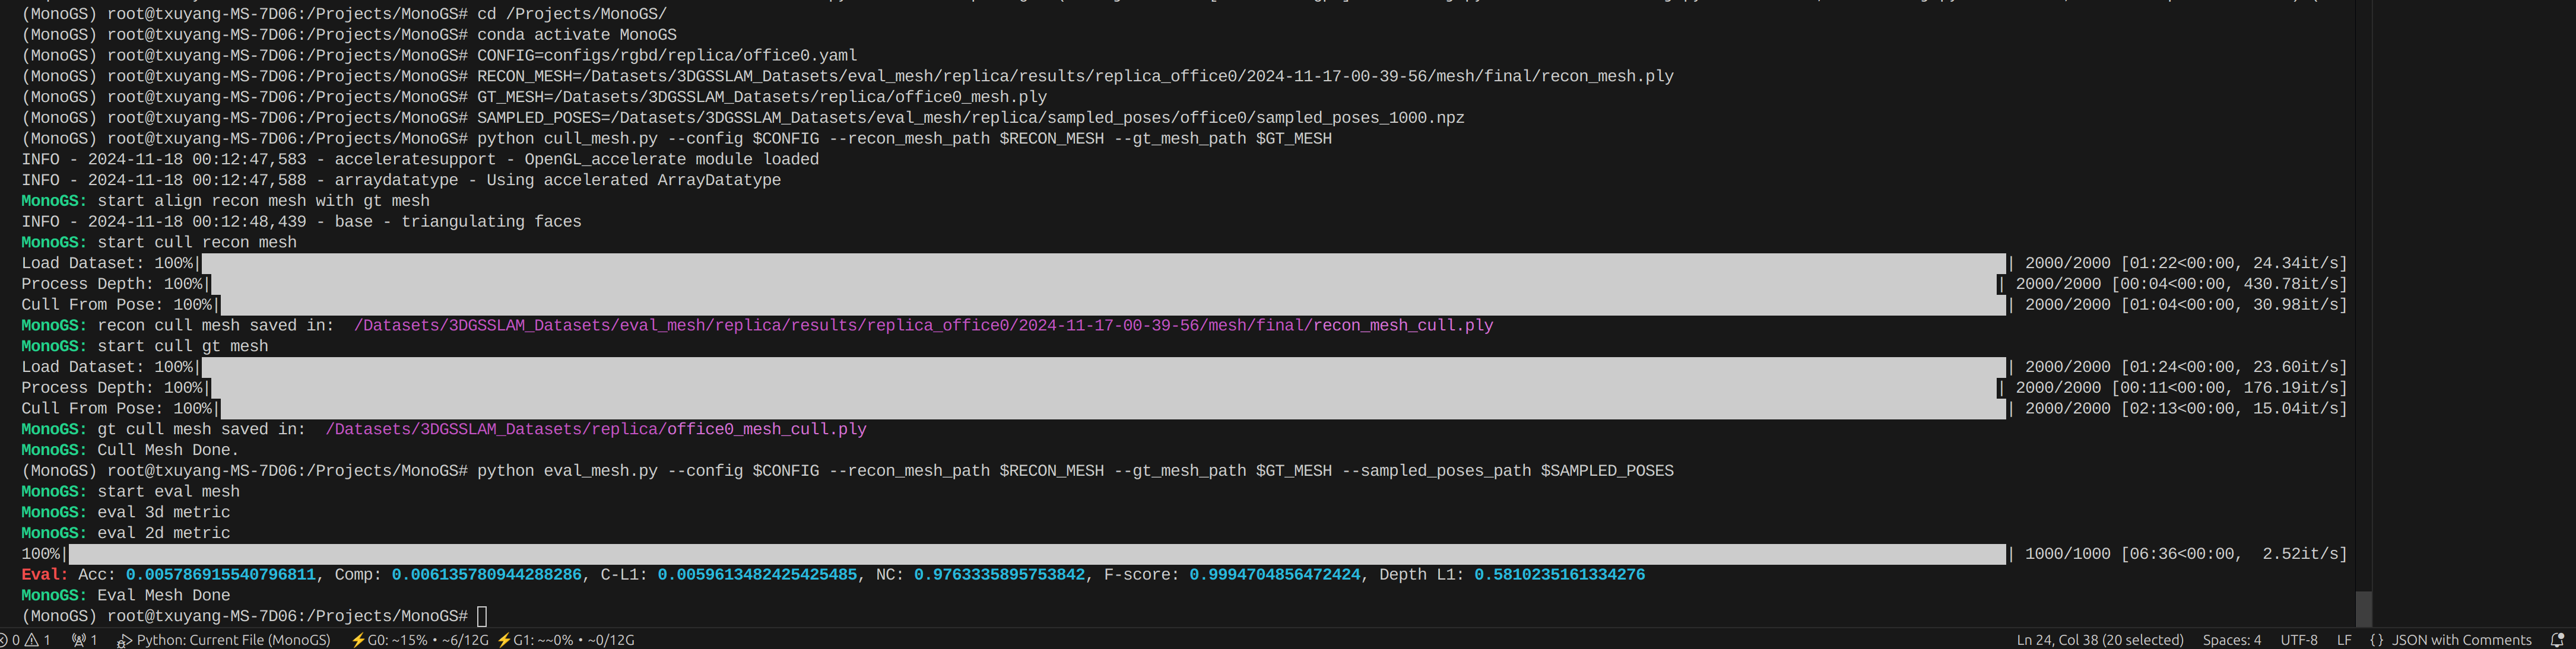 (MonoGS) root@txuyang-MS-7D06:/Projects/MonoGS# cd /Projects/MonoGS/
(MonoGS) root@txuyang-MS-7D06:/Projects/MonoGS# conda activate MonoGS
(MonoGS) root@txuyang-MS-7D06:/Projects/MonoGS# CONFIG=configs/rgbd/replica/office0.yaml
(MonoGS) root@txuyang-MS-7D06:/Projects/MonoGS# RECON_MESH=/Datasets/3DGSSLAM_Datasets/eval_mesh/replica/results/replica_office0/2024-11-17-00-39-56/mesh/final/recon_mesh.ply
(MonoGS) root@txuyang-MS-7D06:/Projects/MonoGS# GT_MESH=/Datasets/3DGSSLAM_Datasets/replica/office0_mesh.ply
(MonoGS) root@txuyang-MS-7D06:/Projects/MonoGS# SAMPLED_POSES=/Datasets/3DGSSLAM_Datasets/eval_mesh/replica/sampled_poses/office0/sampled_poses_1000.npz
(MonoGS) root@txuyang-MS-7D06:/Projects/MonoGS# python cull_mesh.py --config $CONFIG --recon_mesh_path $RECON_MESH --gt_mesh_path $GT_MESH
INFO - 2024-11-18 00:12:47,583 - acceleratesupport - OpenGL_accelerate module loaded
INFO - 2024-11-18 00:12:47,588 - arraydatatype - Using accelerated ArrayDatatype
MonoGS: start align recon mesh with gt mesh
INFO - 2024-11-18 00:12:48,439 - base - triangulating faces
MonoGS: start cull recon mesh
Load Dataset: 100%| | 2000/2000 [01:22<00:00, 24.34it/s]
Process Depth: 100%| | 2000/2000 [00:04<00:00, 430.78it/s]
Cull From Pose: 100%| | 2000/2000 [01:04<00:00, 30.98it/s]
MonoGS: recon cull mesh saved in:  /Datasets/3DGSSLAM_Datasets/eval_mesh/replica/results/replica_office0/2024-11-17-00-39-56/mesh/final/recon_mesh_cull.ply
MonoGS: start cull gt mesh
Load Dataset: 100%| | 2000/2000 [01:24<00:00, 23.60it/s]
Process Depth: 100%| | 2000/2000 [00:11<00:00, 176.19it/s]
Cull From Pose: 100%| | 2000/2000 [02:13<00:00, 15.04it/s]
MonoGS: gt cull mesh saved in:  /Datasets/3DGSSLAM_Datasets/replica/office0_mesh_cull.ply
MonoGS: Cull Mesh Done.
(MonoGS) root@txuyang-MS-7D06:/Projects/MonoGS# python eval_mesh.py --config $CONFIG --recon_mesh_path $RECON_MESH --gt_mesh_path $GT_MESH --sampled_poses_path $SAMPLED_POSES
MonoGS: start eval mesh
MonoGS: eval 3d metric
MonoGS: eval 2d metric
100%| | 1000/1000 [06:36<00:00,  2.52it/s]
Eval: Acc: 0.005786915540796811, Comp: 0.006135780944288286, C-L1: 0.0059613482425425485, NC: 0.9763335895753842, F-score: 0.9994704856472424, Depth L1: 0.5810235161334276
MonoGS: Eval Mesh Done
(MonoGS) root@txuyang-MS-7D06:/Projects/MonoGS#
0 1 1 Python: Current File (MonoGS) ⚡G0: ~15% • ~6/12G ⚡G1: ~~0% • ~0/12G Ln 24, Col 38 (20 selected) Spaces: 4 UTF-8 LF {} JSON with Comments